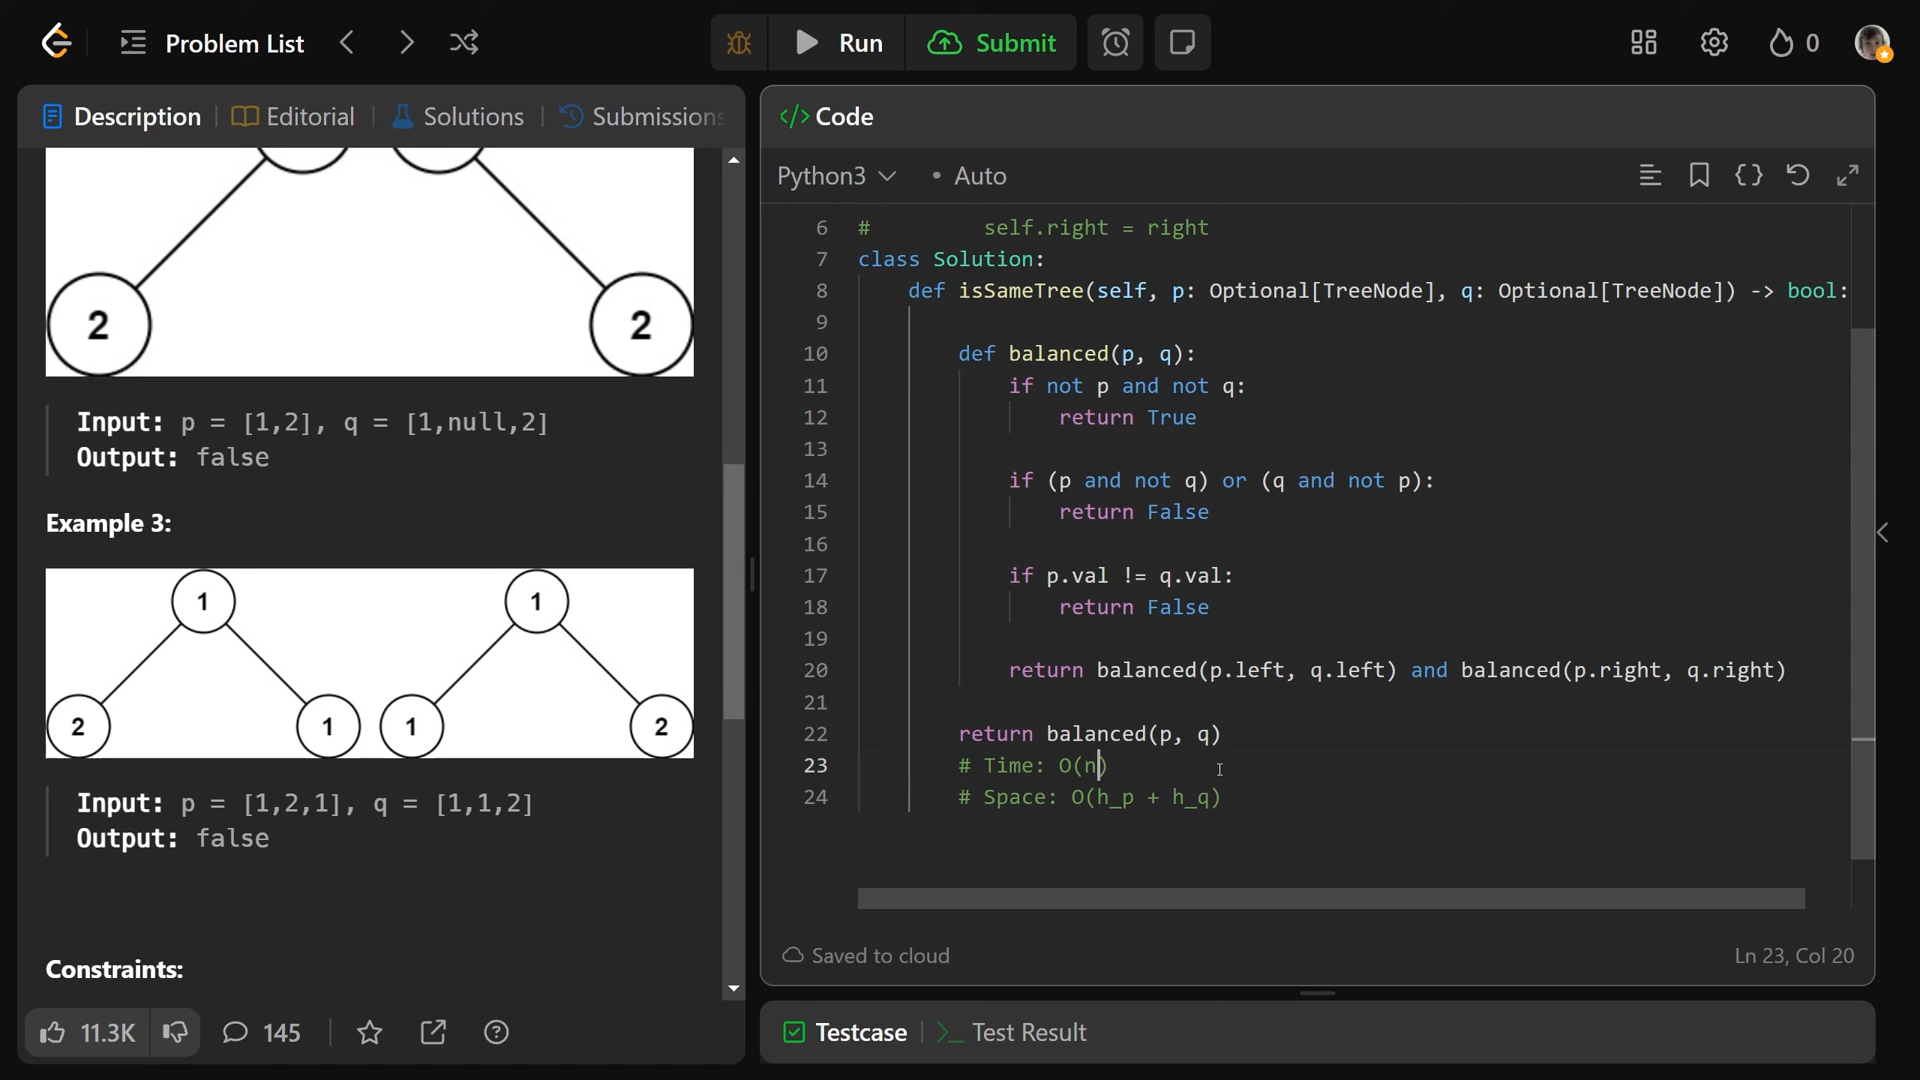 Problem List
Run
Submit
0
Description
Editorial
Solutions
Submissions
2
2
Input: p = [1,2], q = [1,null,2]
Output: false
Example 3:
1
1
2
1
1
2
Input: p = [1,2,1], q = [1,1,2]
Output: false
Constraints:
11.3K
145
</> Code
Python3
• Auto
6 #         self.right = right
7 class Solution:
8     def isSameTree(self, p: Optional[TreeNode], q: Optional[TreeNode]) -> bool:
9
10         def balanced(p, q):
11             if not p and not q:
12                 return True
13
14             if (p and not q) or (q and not p):
15                 return False
16
17             if p.val != q.val:
18                 return False
19
20             return balanced(p.left, q.left) and balanced(p.right, q.right)
21
22         return balanced(p, q)
23         # Time: O(n)
24         # Space: O(h_p + h_q)
Saved to cloud
Ln 23, Col 20
Testcase
Test Result